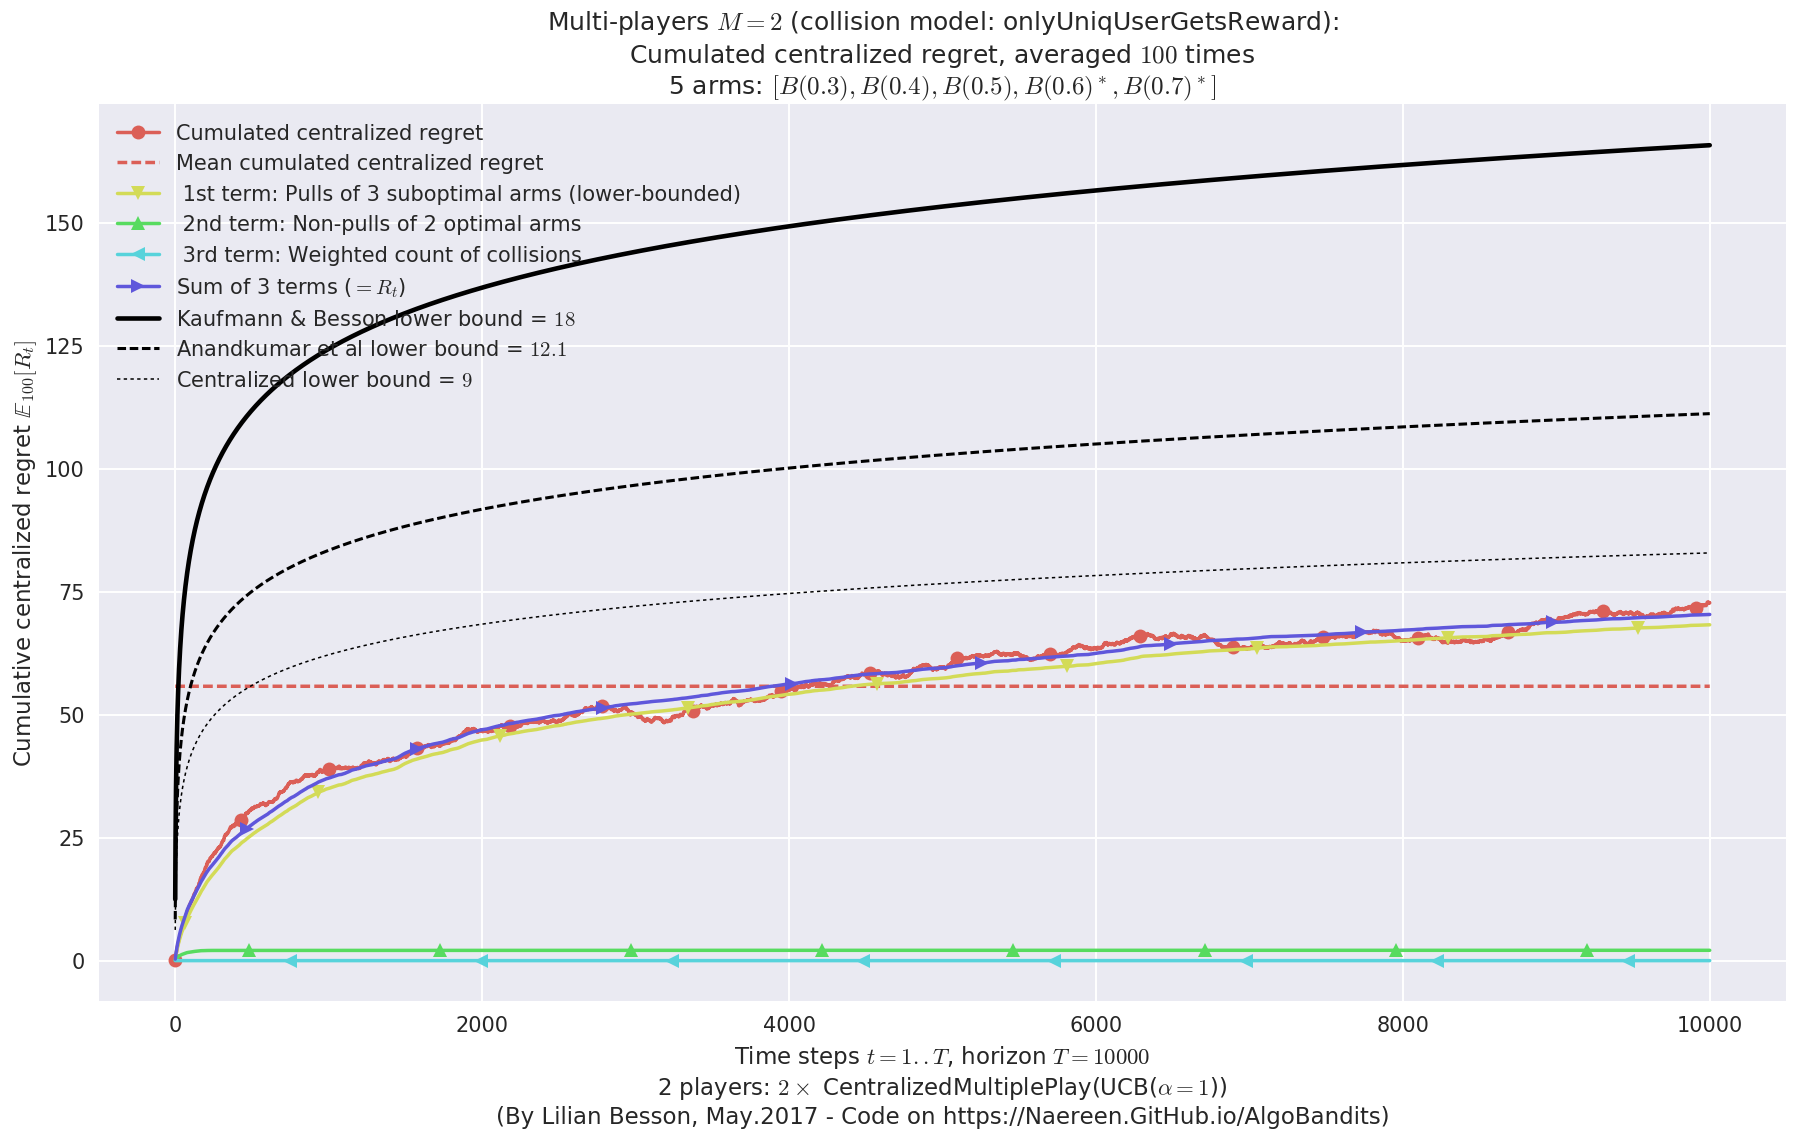 Multi-players M = 2 (collision model: onlyUniqUserGetsReward):
Cumulated centralized regret, averaged 100 times
5 arms: [B(0.3), B(0.4), B(0.5), B(0.6)*, B(0.7)*]
Cumulated centralized regret
Mean cumulated centralized regret
1st term: Pulls of 3 suboptimal arms (lower-bounded)
2nd term: Non-pulls of 2 optimal arms
3rd term: Weighted count of collisions
Sum of 3 terms (= R_t)
Kaufmann & Besson lower bound = 18
Anandkumar et al lower bound = 12.1
Centralized lower bound = 9
Cumulative centralized regret 𝔼_100[R_t]
150
125
100
75
50
25
0
0 2000 4000 6000 8000 10000
Time steps t = 1..T, horizon T = 10000
2 players: 2 × CentralizedMultiplePlay(UCB(α = 1))
(By Lilian Besson, May.2017 - Code on https://Naereen.GitHub.io/AlgoBandits)